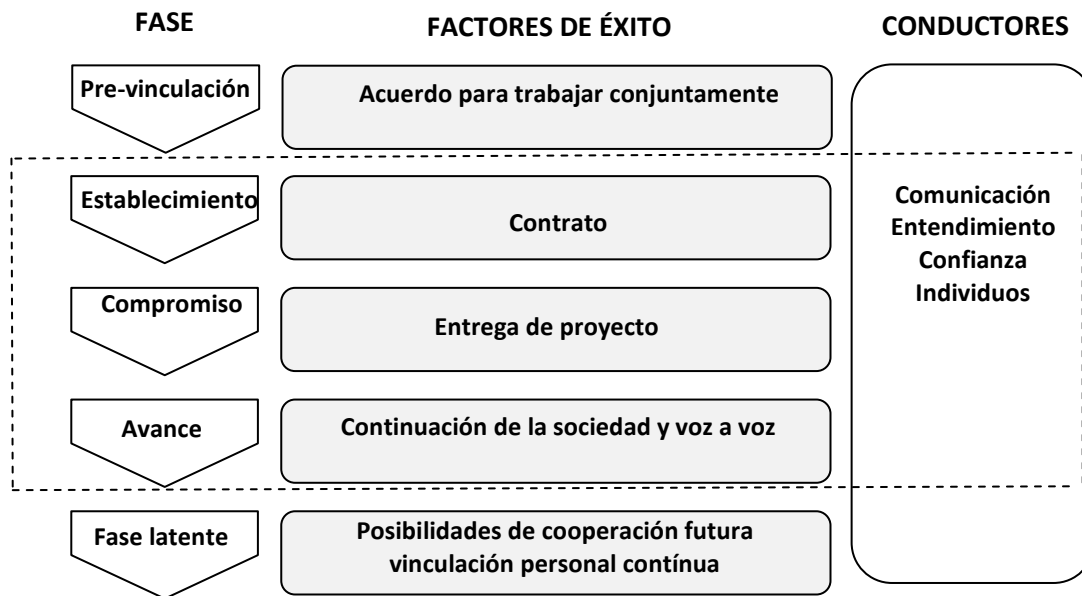 FASE
FACTORES DE ÉXITO
CONDUCTORES
Pre-vinculación
Acuerdo para trabajar conjuntamente
Establecimiento
Contrato
Compromiso
Entrega de proyecto
Avance
Continuación de la sociedad y voz a voz
Fase latente
Posibilidades de cooperación futura
vinculación personal contínua
Comunicación
Entendimiento
Confianza
Individuos